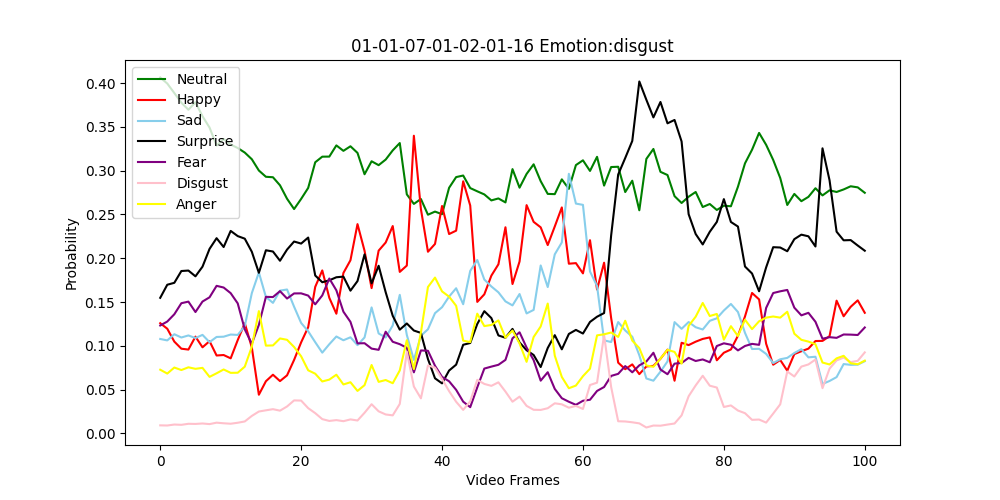 01-01-07-01-02-01-16 Emotion:disgust
Probability
0.40
0.35
0.30
0.25
0.20
0.15
0.10
0.05
0.00
Neutral
Happy
Sad
Surprise
Fear
Disgust
Anger
0 20 40 60 80 100
Video Frames